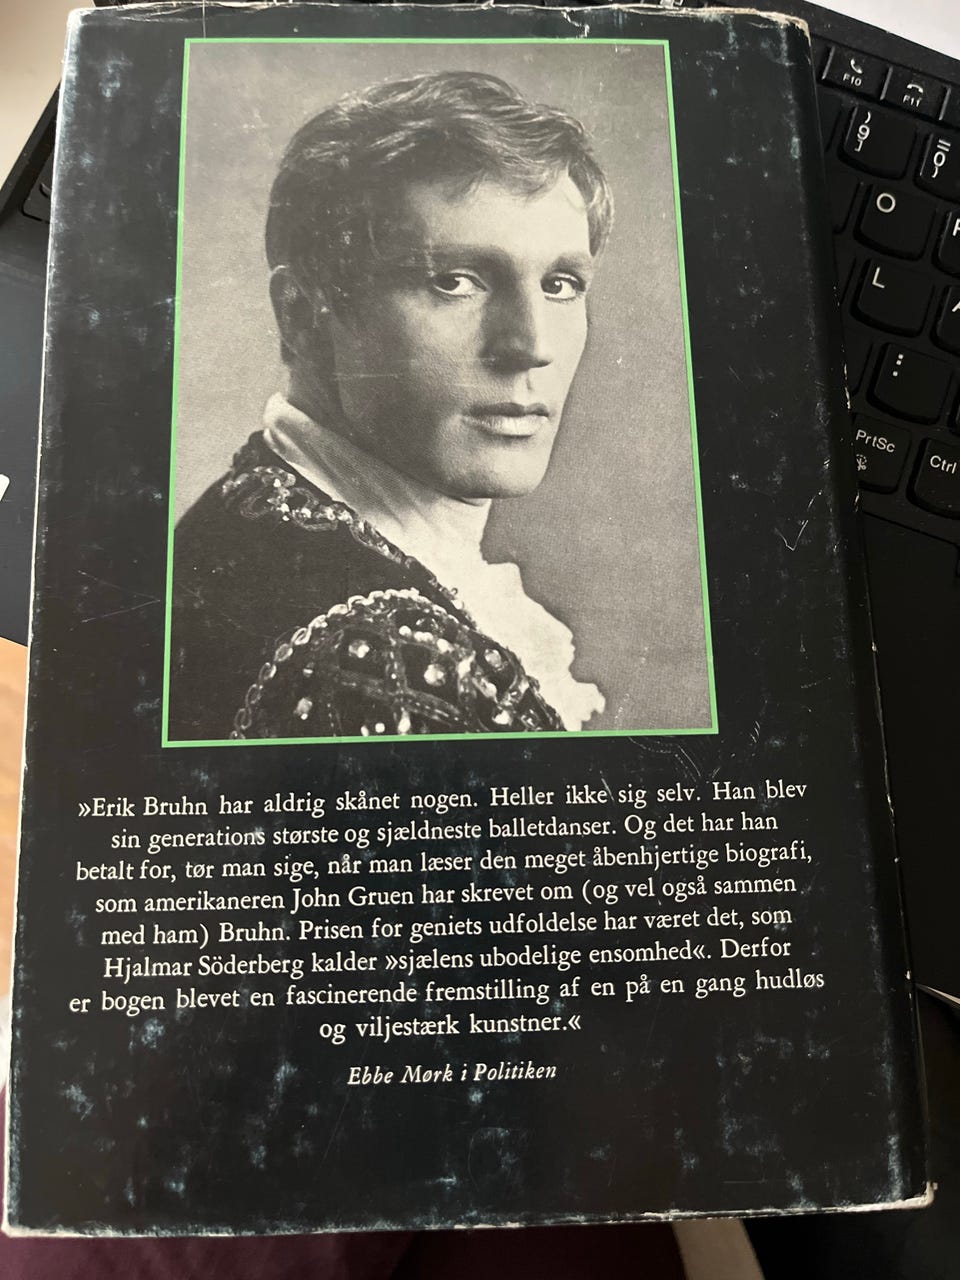 »Erik Bruhn har aldrig skånet nogen. Heller ikke sig selv. Han blev
sin generations største og sjældneste balletdanser. Og det har han
betalt for, tør man sige, når man læser den meget åbenhjertige biografi,
som amerikaneren John Gruen har skrevet om (og vel også sammen
med ham) Bruhn. Prisen for geniets udfoldelse har været det, som
Hjalmar Söderberg kalder »sjælens ubodelige ensomhed«. Derfor
er bogen blevet en fascinerende fremstilling af en på en gang hudløs
og viljestærk kunstner.«
Ebbe Mørk i Politiken
F10
F11
) 9 }
= 0
O
L
: .
PrtSc
Ctrl